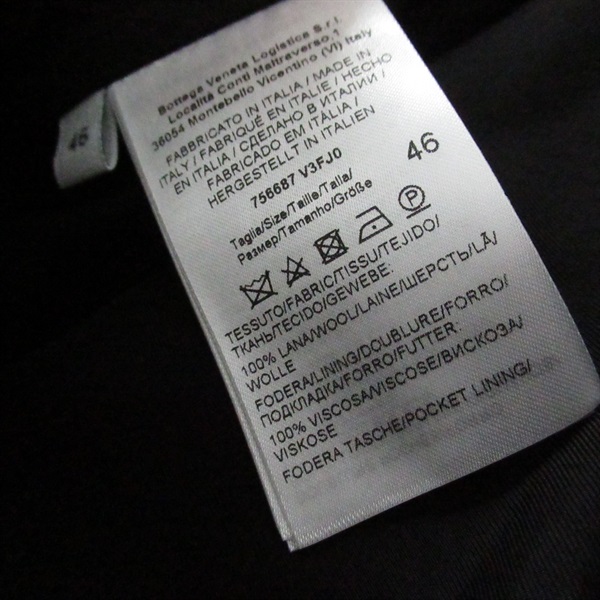 Bottega Veneta Logistica S.r.l.
Località Conti Maltraverso,1
36054 Montebello Vicentino (VI) Italy
FABBRICATO IN ITALIA / MADE IN
ITALY / FABRIQUÉ EN ITALIE / HECHO
EN ITALIA / СДЕЛАНО В ИТАЛИИ /
FABRICADO EM ITÁLIA /
HERGESTELLT IN ITALIEN
756687 V3FJ0
Taglia/Size/Taille/Talla/
Размер/Tamanho/Größe
46
P
TESSUTO/FABRIC/TISSU/TEJIDO/
ТКАНЬ/TECIDO/GEWEBE:
100% LANA/WOOL/LAINE/ШЕРСТЬ/LÃ/
WOLLE
FODERA/LINING/DOUBLURE/FORRO/
ПОДКЛАДКА/FORRO/FUTTER:
100% VISCOSA/VISCOSE/ВИСКОЗА/
VISKOSE
FODERA TASCHE/POCKET LINING/
46